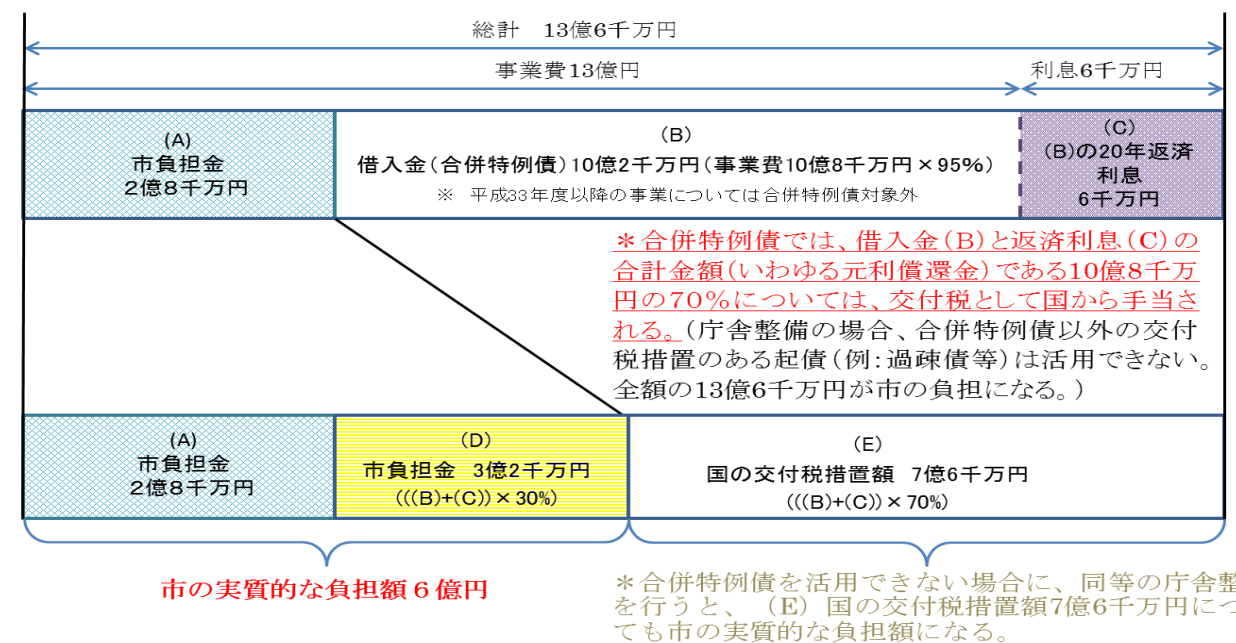 総計　13億6千万円
事業費13億円
利息6千万円
(A)
市負担金
2億8千万円
(B)
借入金(合併特例債)10億2千万円(事業費10億8千万円×95%)
※　平成33年度以降の事業については合併特例債対象外
(C)
(B)の20年返済
利息
6千万円
＊合併特例債では、借入金(B)と返済利息(C)の
合計金額(いわゆる元利償還金)である10億8千万
円の70％については、交付税として国から手当さ
れる。(庁舎整備の場合、合併特例債以外の交付
税措置のある起債(例:過疎債等)は活用できない。
全額の13億6千万円が市の負担になる。)
(A)
市負担金
2億8千万円
(D)
市負担金　3億2千万円
(((B)+(C))×30%)
(E)
国の交付税措置額　7億6千万円
(((B)+(C))×70%)
市の実質的な負担額６億円
＊合併特例債を活用できない場合に、同等の庁舎整
を行うと、（E）国の交付税措置額7億6千万円につ
ても市の実質的な負担額になる。